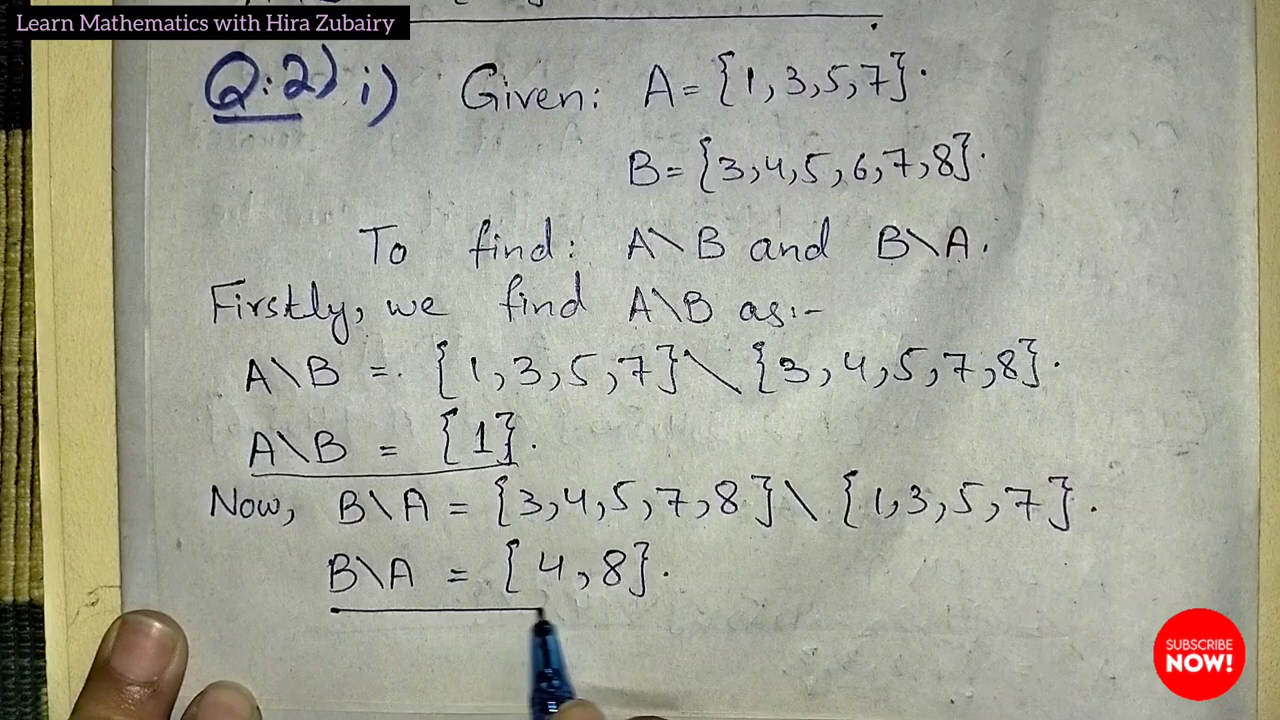 Learn Mathematics with Hira Zubairy
Q:2) i) Given: A = {1,3,5,7}.
B = {3,4,5,6,7,8}.
To find: A\B and B\A.
Firstly, we find A\B as:-
A\B = {1,3,5,7} \ {3,4,5,7,8}.
A\B = {1}.
Now, B\A = {3,4,5,7,8} \ {1,3,5,7}.
B\A = {4,8}.
SUBSCRIBE
NOW!